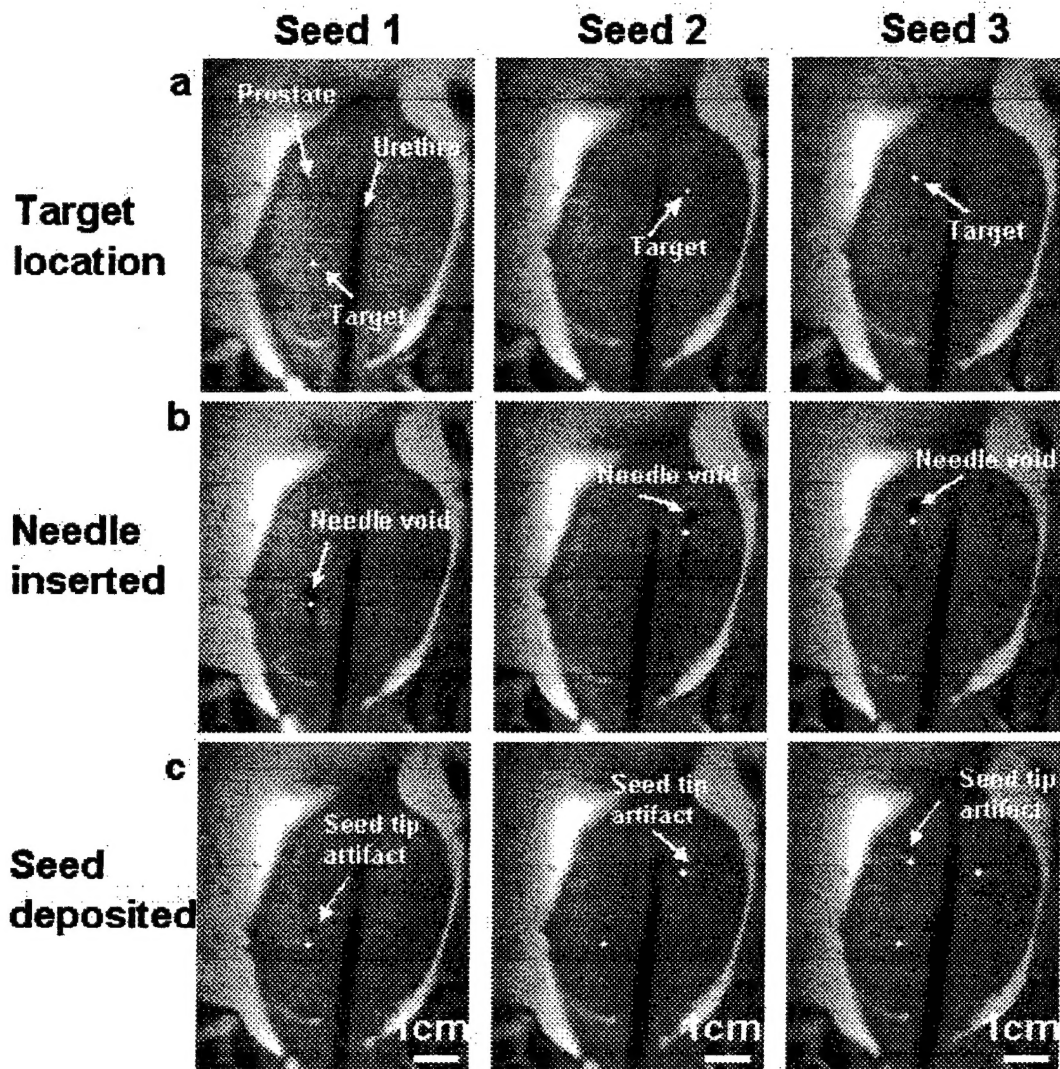 Seed 1
Seed 2
Seed 3
a
Target
location
Prostate
Urethra
Target
Target
Target
b
Needle
inserted
Needle void
Needle void
Needle void
c
Seed
deposited
Seed tip
artifact
Seed tip
artifact
Seed tip
artifact
1cm
1cm
1cm